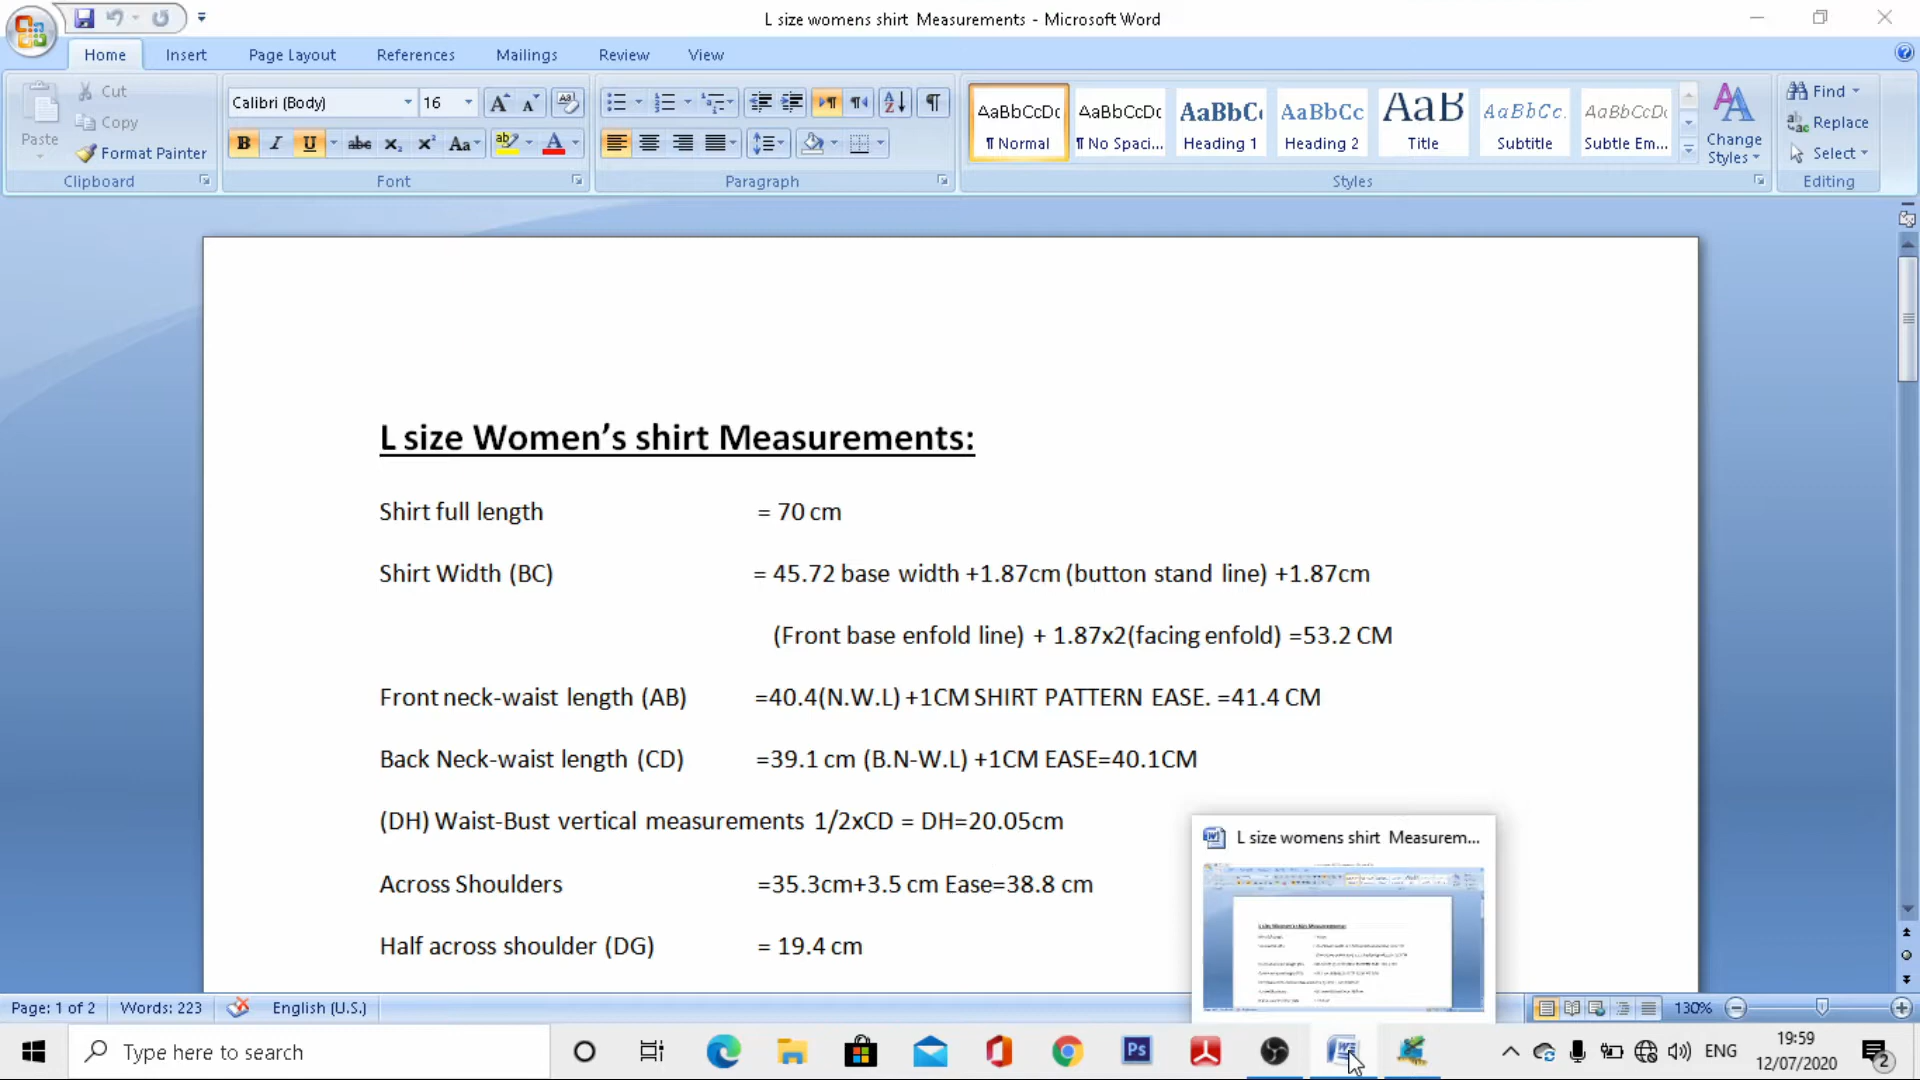 L size womens shirt  Measurements - Microsoft Word
Home Insert Page Layout References Mailings Review View
Paste
Cut
Copy
Format Painter
Clipboard
Calibri (Body) 16
B I U abc x₂ x² Aa ab A
Font
Paragraph
AaBbCcDc AaBbCcDc AaBbC AaBbCc AaB AaBbCc. AaBbCcDc
¶ Normal ¶ No Spaci... Heading 1 Heading 2 Title Subtitle Subtle Em...
Change
Styles
Styles
Find
Replace
Select
Editing
L size Women’s shirt Measurements:
Shirt full length = 70 cm
Shirt Width (BC) = 45.72 base width +1.87cm (button stand line) +1.87cm
(Front base enfold line) + 1.87x2(facing enfold) =53.2 CM
Front neck-waist length (AB) =40.4(N.W.L) +1CM SHIRT PATTERN EASE. =41.4 CM
Back Neck-waist length (CD) =39.1 cm (B.N-W.L) +1CM EASE=40.1CM
(DH) Waist-Bust vertical measurements 1/2xCD = DH=20.05cm
Across Shoulders =35.3cm+3.5 cm Ease=38.8 cm
Half across shoulder (DG) = 19.4 cm
L size womens shirt  Measurem...
Page: 1 of 2 Words: 223 English (U.S.) 130%
Type here to search
Ps
ENG
19:59
12/07/2020
2